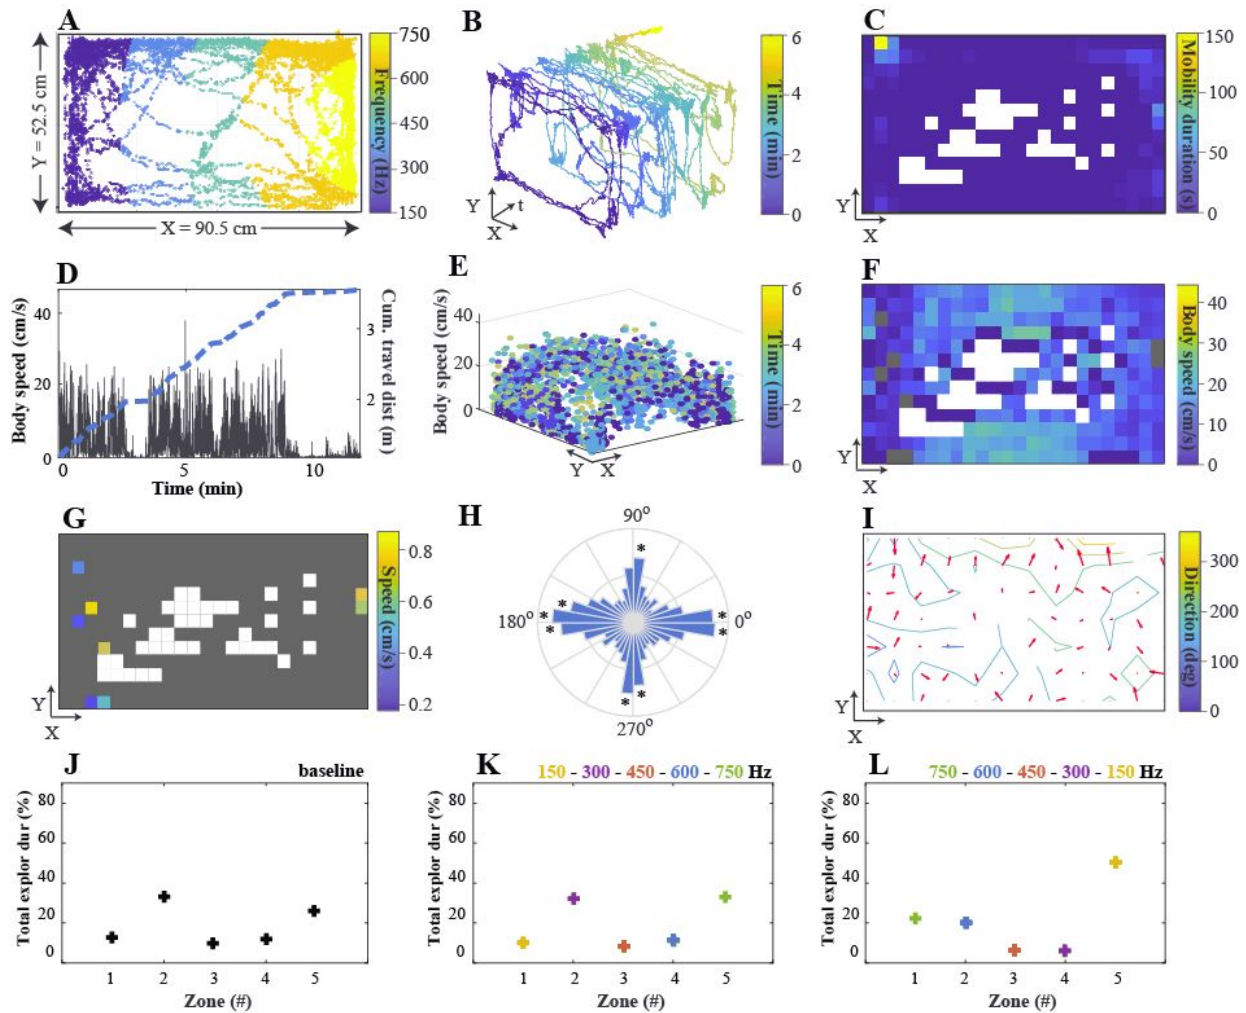 A
Y = 52.5 cm
X = 90.5 cm
750
600
450
300
150
Frequency (Hz)
B
Y
t
X
6
4
2
0
Time (min)
C
Y
X
150
100
50
0
Mobility duration (s)
D
Body speed (cm/s)
40
20
0
0
5
10
Time (min)
3
2
Cum. travel dist (m)
E
Body speed (cm/s)
40
20
0
Y
X
6
4
2
0
Time (min)
F
Y
X
40
30
20
10
0
Body speed (cm/s)
G
Y
X
0.8
0.6
0.4
0.2
Speed (cm/s)
H
90°
180°
0°
270°
* * * * * * *
I
Y
X
300
200
100
0
Direction (deg)
J
baseline
Total explor dur (%)
80
60
40
20
0
1 2 3 4 5
Zone (#)
K
150 - 300 - 450 - 600 - 750 Hz
Total explor dur (%)
80
60
40
20
0
1 2 3 4 5
Zone (#)
L
750 - 600 - 450 - 300 - 150 Hz
Total explor dur (%)
80
60
40
20
0
1 2 3 4 5
Zone (#)